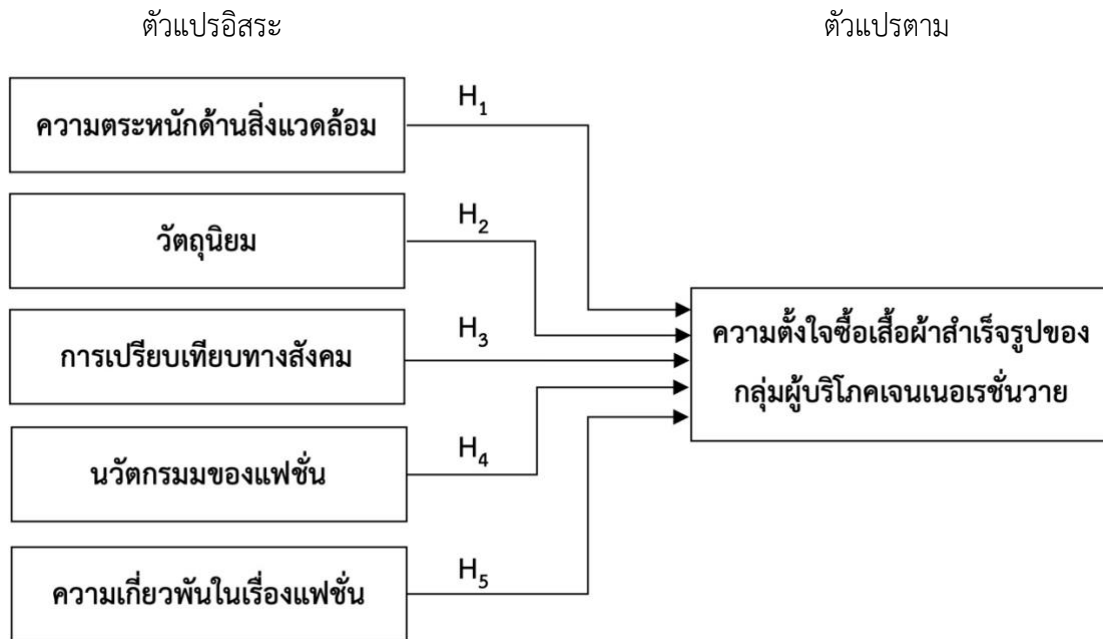 ตัวแปรอิสระ
ตัวแปรตาม
ความตระหนักด้านสิ่งแวดล้อม
H1
วัตถุนิยม
H2
การเปรียบเทียบทางสังคม
H3
นวัตกรมมของแฟชั่น
H4
ความเกี่ยวพันในเรื่องแฟชั่น
H5
ความตั้งใจซื้อเสื้อผ้าสำเร็จรูปของ
กลุ่มผู้บริโภคเจนเนอเรชั่นวาย